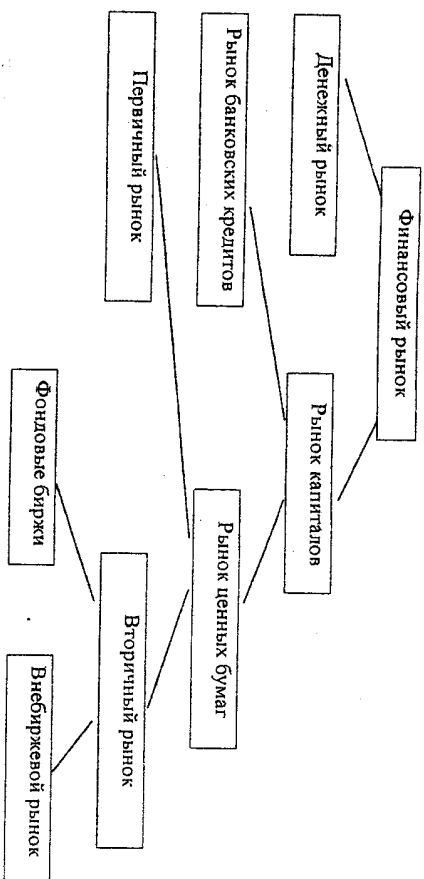 Финансовый рынок
Денежный рынок
Рынок капиталов
Рынок банковских кредитов
Рынок ценных бумаг
Первичный рынок
Вторичный рынок
Фондовые биржи
Внебиржевой рынок